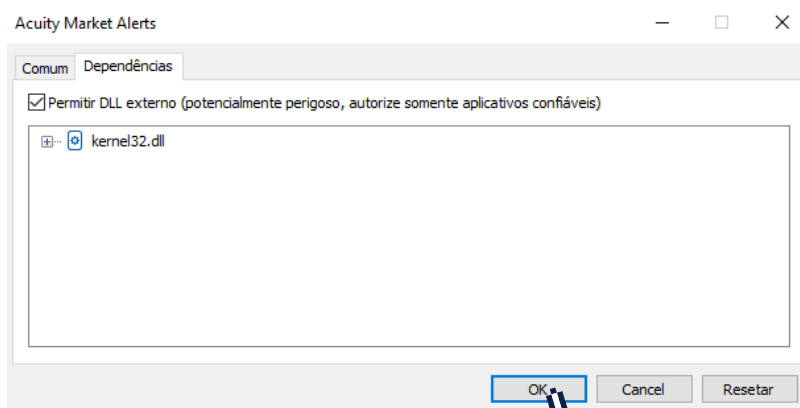 Acuity Market Alerts
Comum Dependências
Permitir DLL externo (potencialmente perigoso, autorize somente aplicativos confiáveis)
kernel32.dll
OK Cancel Resetar